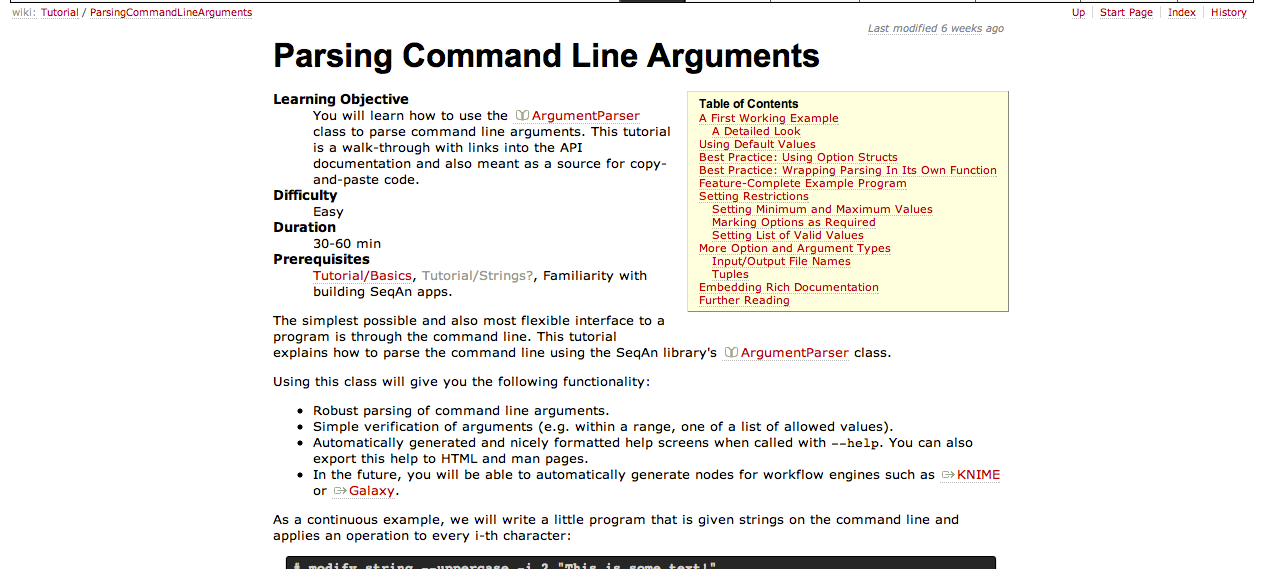 wiki: Tutorial / ParsingCommandLineArguments
Up Start Page Index History
Last modified 6 weeks ago
Parsing Command Line Arguments
Learning Objective
You will learn how to use the ArgumentParser
class to parse command line arguments. This tutorial
is a walk-through with links into the API
documentation and also meant as a source for copy-
and-paste code.
Difficulty
Easy
Duration
30-60 min
Prerequisites
Tutorial/Basics, Tutorial/Strings?, Familiarity with
building SeqAn apps.
Table of Contents
A First Working Example
A Detailed Look
Using Default Values
Best Practice: Using Option Structs
Best Practice: Wrapping Parsing In Its Own Function
Feature-Complete Example Program
Setting Restrictions
Setting Minimum and Maximum Values
Marking Options as Required
Setting List of Valid Values
More Option and Argument Types
Input/Output File Names
Tuples
Embedding Rich Documentation
Further Reading
The simplest possible and also most flexible interface to a
program is through the command line. This tutorial
explains how to parse the command line using the SeqAn library's ArgumentParser class.
Using this class will give you the following functionality:
• Robust parsing of command line arguments.
• Simple verification of arguments (e.g. within a range, one of a list of allowed values).
• Automatically generated and nicely formatted help screens when called with --help. You can also
export this help to HTML and man pages.
• In the future, you will be able to automatically generate nodes for workflow engines such as KNIME
or Galaxy.
As a continuous example, we will write a little program that is given strings on the command line and
applies an operation to every i-th character:
# modify_string --uppercase -i 2 "This is some text!"